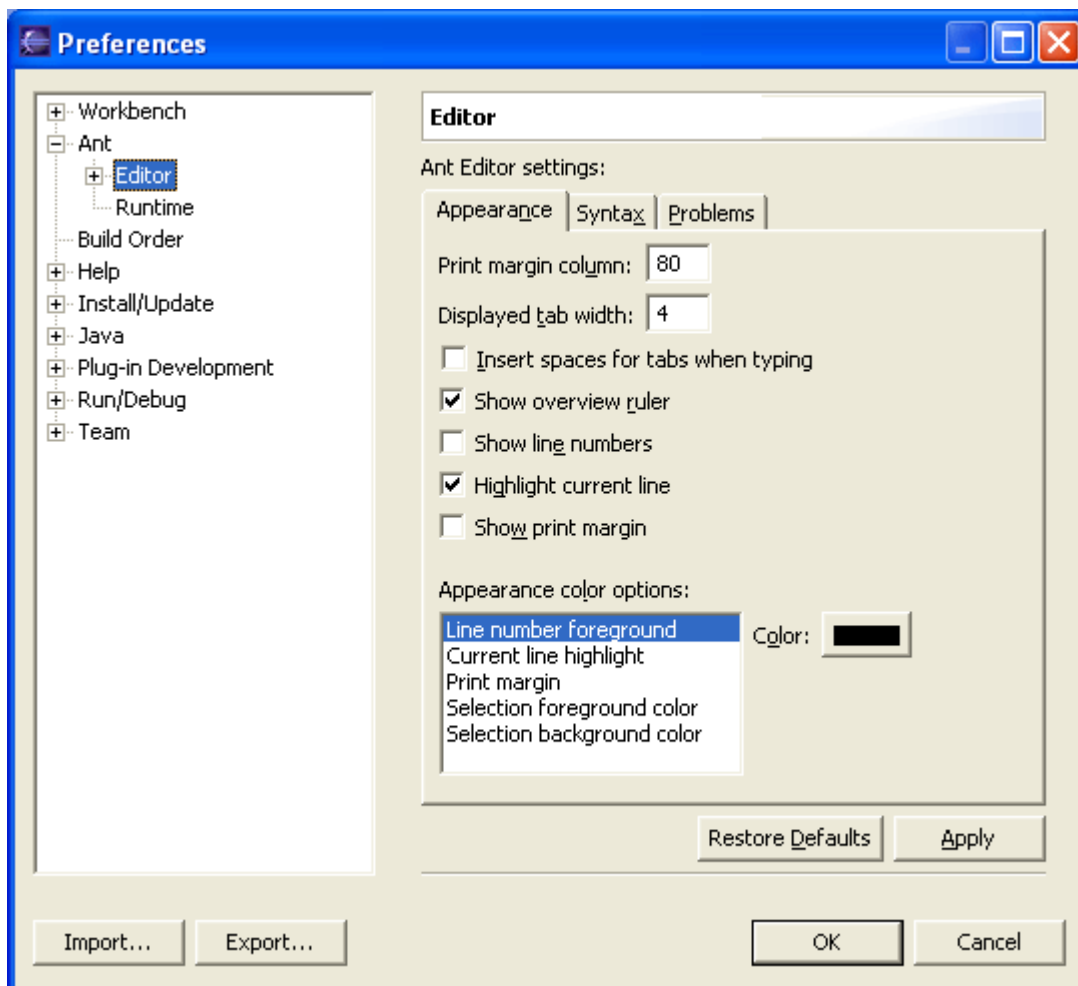 Preferences
Workbench
Ant
Editor
Runtime
Build Order
Help
Install/Update
Java
Plug-in Development
Run/Debug
Team
Editor
Ant Editor settings:
Appearance Syntax Problems
Print margin column: 80
Displayed tab width: 4
Insert spaces for tabs when typing
Show overview ruler
Show line numbers
Highlight current line
Show print margin
Appearance color options:
Line number foreground
Current line highlight
Print margin
Selection foreground color
Selection background color
Color:
Restore Defaults Apply
Import... Export... OK Cancel